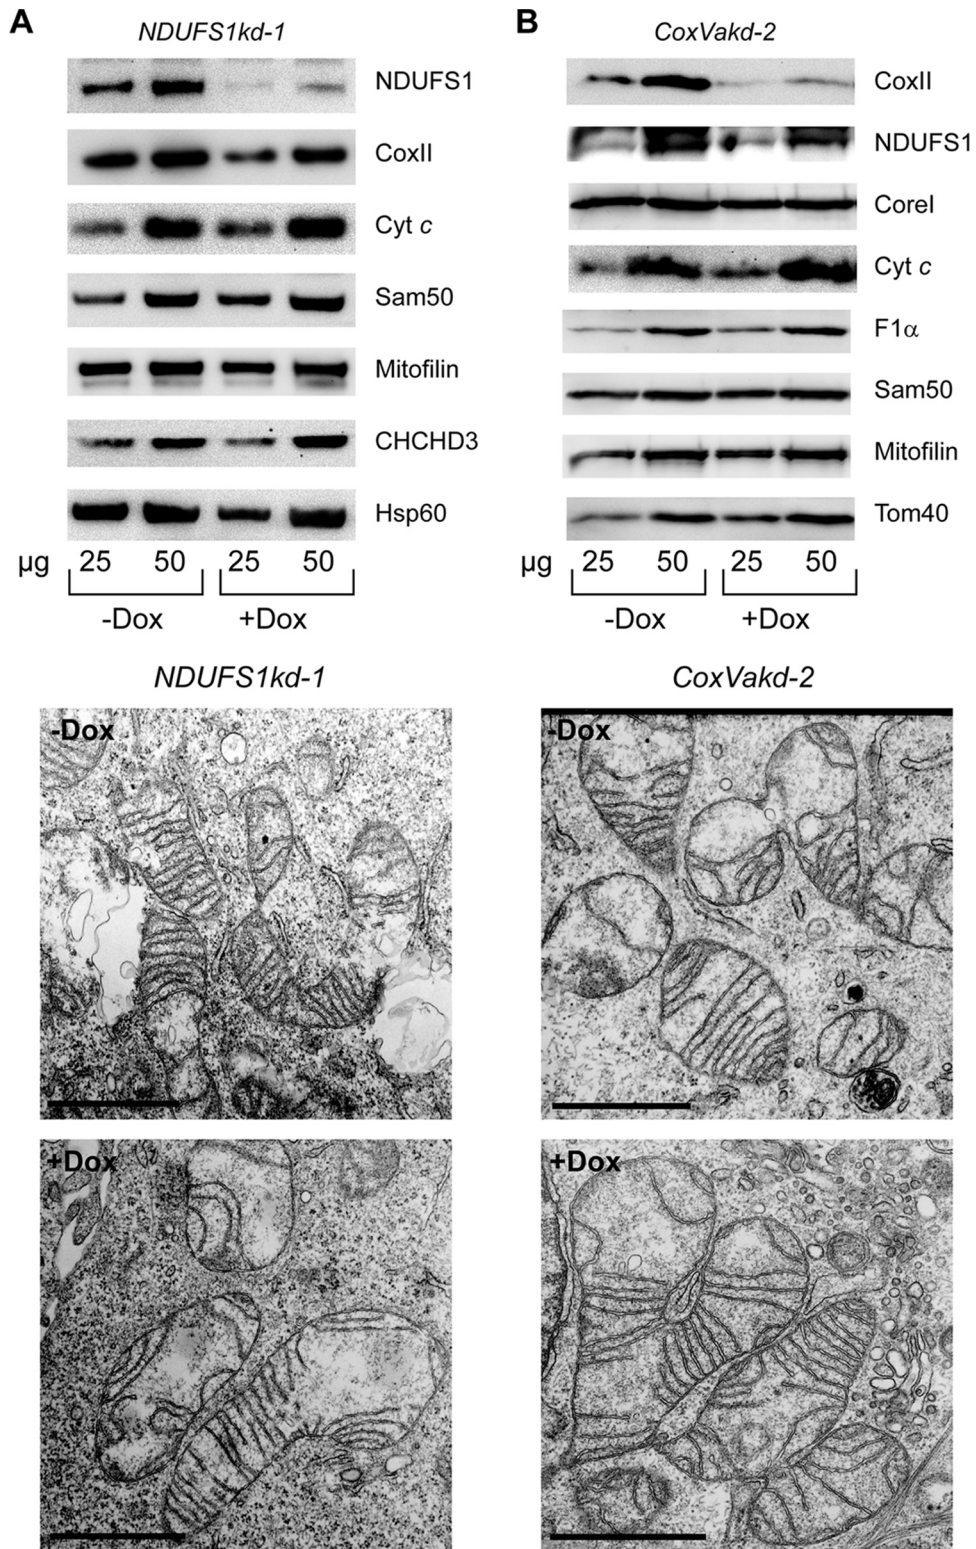 A
NDUFS1kd-1
NDUFS1
CoxII
Cyt c
Sam50
Mitofilin
CHCHD3
Hsp60
µg 25 50 25 50
-Dox +Dox
B
CoxVakd-2
CoxII
NDUFS1
CoreI
Cyt c
F1α
Sam50
Mitofilin
Tom40
µg 25 50 25 50
-Dox +Dox
NDUFS1kd-1
-Dox
+Dox
CoxVakd-2
-Dox
+Dox